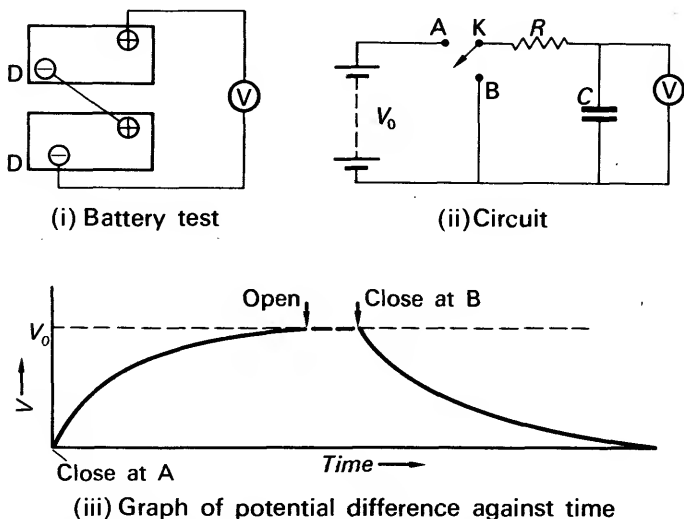 D
D
V
(i) Battery test
A K R
B
V₀
C
V
(ii) Circuit
Open Close at B
V₀
V
Close at A
Time
(iii) Graph of potential difference against time